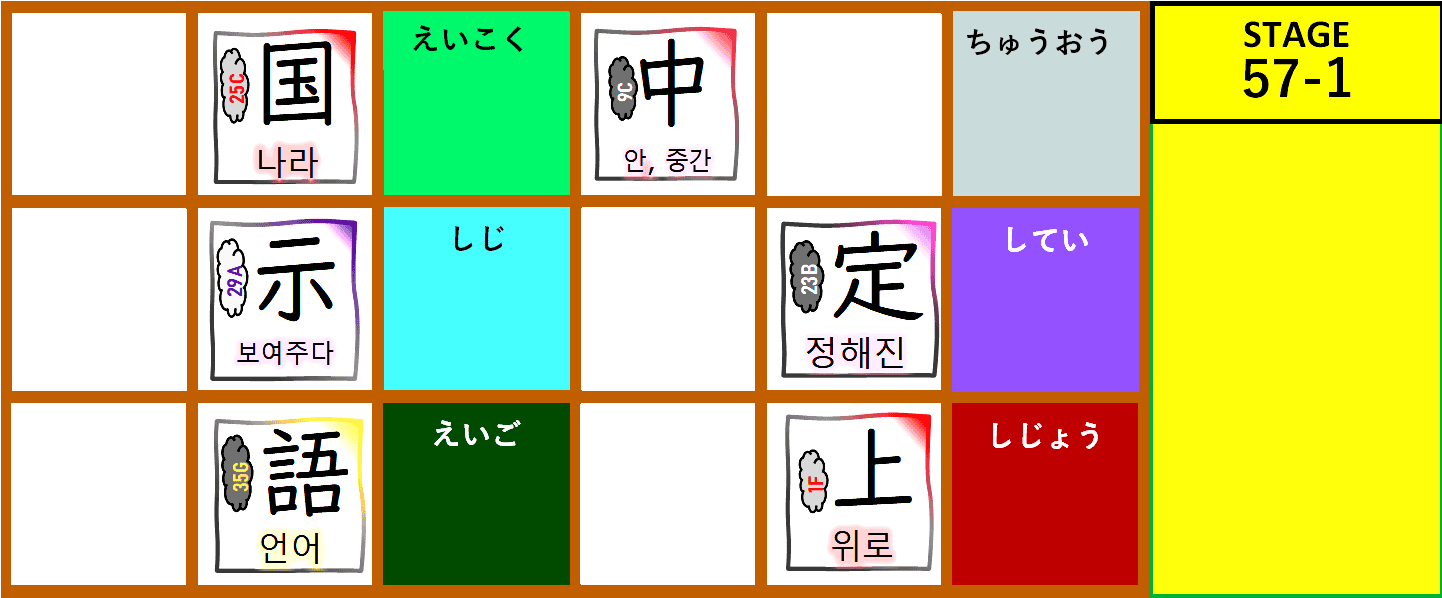 25C
国
나라
えいこく
9C
中
안, 중간
ちゅうおう
STAGE
57-1
29A
示
보여주다
しじ
23B
定
정해진
してい
35G
語
언어
えいご
1F
上
위로
しじょう